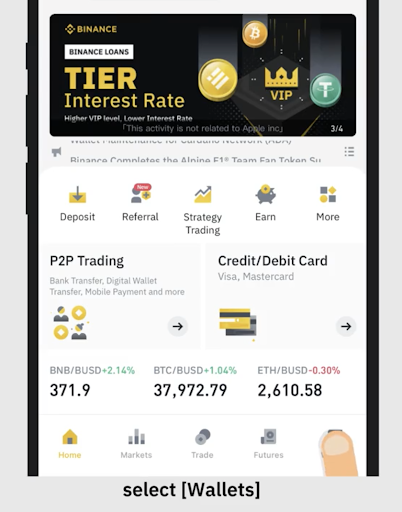 BINANCE
BINANCE LOANS
TIER
Interest Rate
Higher VIP level, Lower Interest Rate
VIP
「This activity is not related to Apple inc」
3/4
Wallet Maintenance for Cardano Network (ADA)
Binance Completes the Alpine F1® Team Fan Token Su
Deposit
New
Referral
Strategy
Trading
Earn
More
P2P Trading
Bank Transfer, Digital Wallet
Transfer, Mobile Payment and more
Credit/Debit Card
Visa, Mastercard
BNB/BUSD+2.14%
371.9
BTC/BUSD+1.04%
37,972.79
ETH/BUSD-0.30%
2,610.58
Home
Markets
Trade
Futures
select [Wallets]